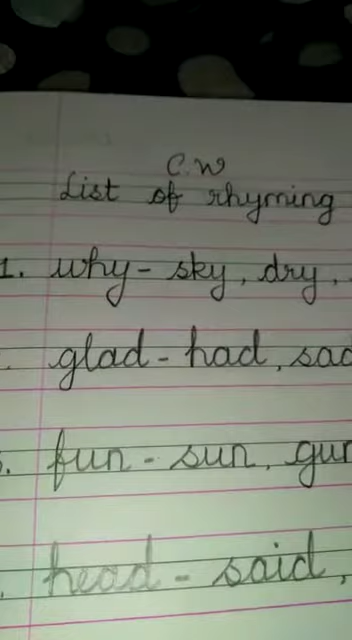 C.W
List of rhyming
1. why - sky, dry,
glad - had, sad
fun - sun, gun
head - said,